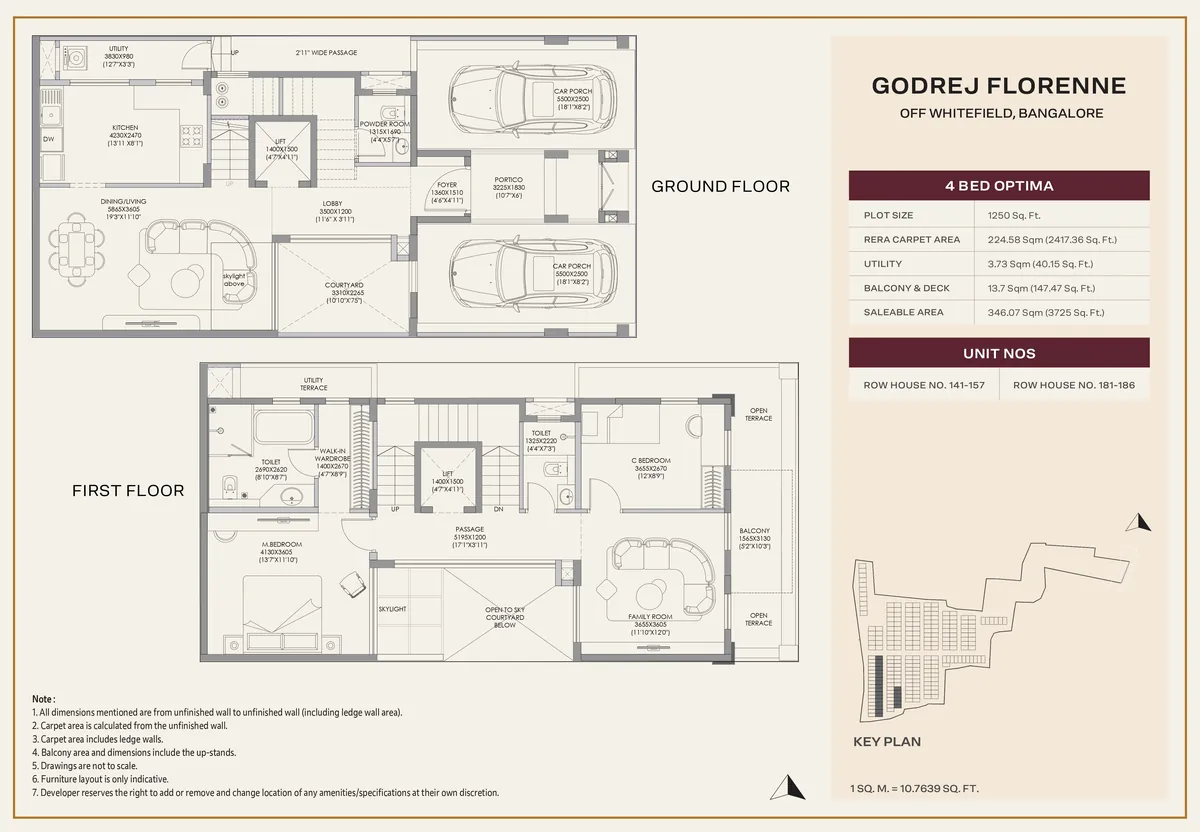 UTILITY
3830X980
(12'7"X3'3")
UP
2'11" WIDE PASSAGE
KITCHEN
4230X2470
(13'11 X8'1")
DW
UP
LIFT
1400X1500
(4'7"X4'11")
POWDER ROOM
1315X1690
(4'4"X5'7")
CAR PORCH
5500X2500
(18'1"X8'2")
FOYER
1360X1510
(4'6"X4'11")
PORTICO
3225X1830
(10'7"X6')
DINING/LIVING
5865X3605
19'3"X11'10"
LOBBY
3500X1200
(11'6" X 3'11")
skylight
above
COURTYARD
3310X2265
(10'10"X'75")
CAR PORCH
5500X2500
(18'1"X8'2")
GROUND FLOOR
UTILITY
TERRACE
TOILET
2690X2620
(8'10"X8'7")
WALK-IN
WARDROBE
1400X2670
(4'7"X8'9")
LIFT
1400X1500
(4'7"X4'11")
UP
DN
TOILET
1325X2220
(4'4"X7'3")
C BEDROOM
3655X2670
(12'X8'9")
OPEN
TERRACE
FIRST FLOOR
M.BEDROOM
4130X3605
(13'7"X11'10")
PASSAGE
5195X1200
(17'1"X3'11")
BALCONY
1565X3130
(5'2"X10'3")
SKYLIGHT
OPEN TO SKY
COURTYARD
BELOW
FAMILY ROOM
3655X3605
(11'10"X12'0")
OPEN
TERRACE
Note :
1. All dimensions mentioned are from unfinished wall to unfinished wall (including ledge wall area).
2. Carpet area is calculated from the unfinished wall.
3. Carpet area includes ledge walls.
4. Balcony area and dimensions include the up-stands.
5. Drawings are not to scale.
6. Furniture layout is only indicative.
7. Developer reserves the right to add or remove and change location of any amenities/specifications at their own discretion.
GODREJ FLORENNE
OFF WHITEFIELD, BANGALORE
4 BED OPTIMA
PLOT SIZE 1250 Sq. Ft.
RERA CARPET AREA 224.58 Sqm (2417.36 Sq. Ft.)
UTILITY 3.73 Sqm (40.15 Sq. Ft.)
BALCONY & DECK 13.7 Sqm (147.47 Sq. Ft.)
SALEABLE AREA 346.07 Sqm (3725 Sq. Ft.)
UNIT NOS
ROW HOUSE NO. 141-157 ROW HOUSE NO. 181-186
KEY PLAN
1 SQ. M. = 10.7639 SQ. FT.